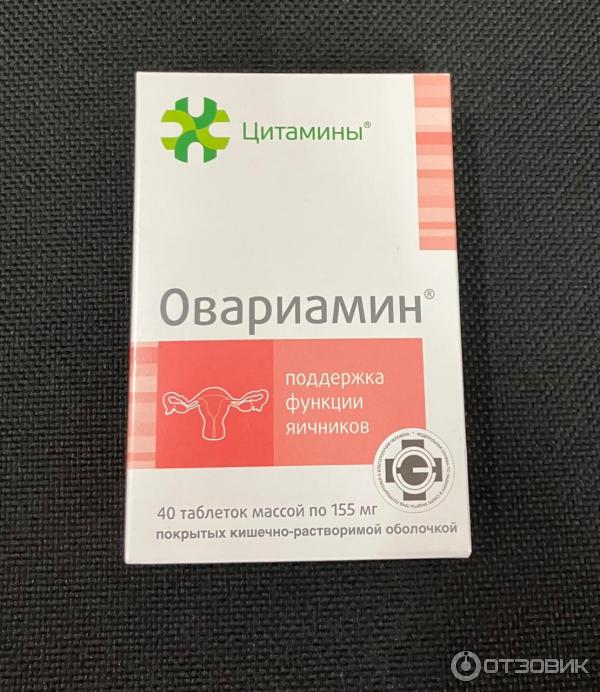 Цитамины®
Овариамин®
поддержка
функции
яичников
40 таблеток массой по 155 мг
покрытых кишечно-растворимой оболочкой
ОТЗОВИК